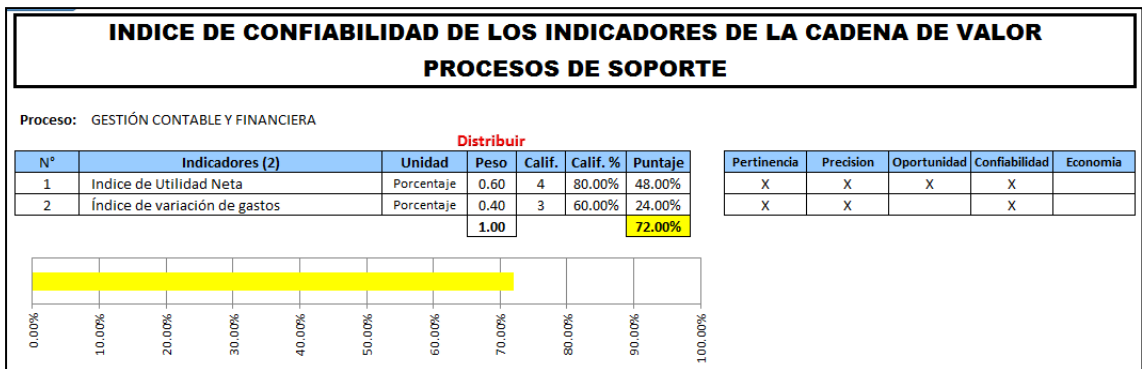 INDICE DE CONFIABILIDAD DE LOS INDICADORES DE LA CADENA DE VALOR
PROCESOS DE SOPORTE
Proceso: GESTIÓN CONTABLE Y FINANCIERA
Distribuir
N° Indicadores (2) Unidad Peso Calif. Calif. % Puntaje Pertinencia Precision Oportunidad Confiabilidad Economia
1 Indice de Utilidad Neta Porcentaje 0.60 4 80.00% 48.00% X X X X
2 Índice de variación de gastos Porcentaje 0.40 3 60.00% 24.00% X X X
1.00 72.00%
0.00% 10.00% 20.00% 30.00% 40.00% 50.00% 60.00% 70.00% 80.00% 90.00% 100.00%